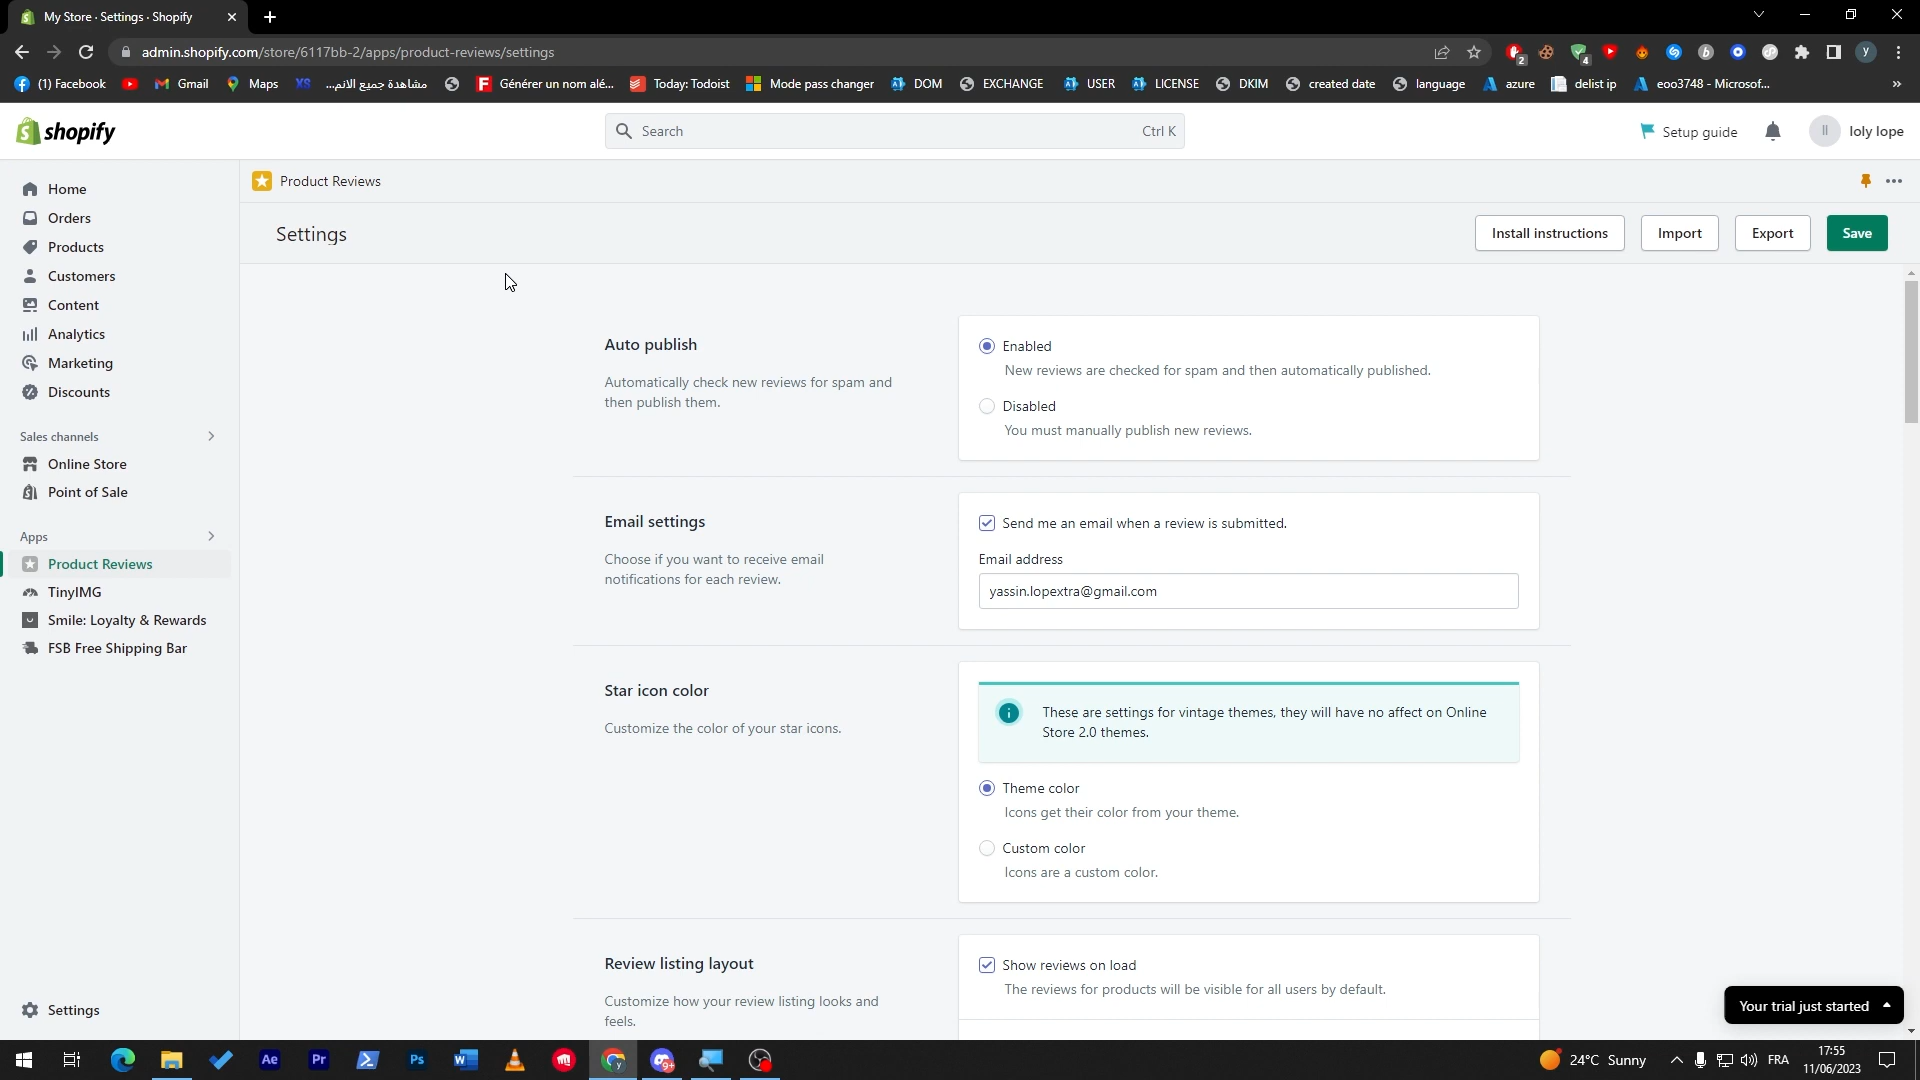 My Store · Settings · Shopify
admin.shopify.com/store/6117bb-2/apps/product-reviews/settings
2
4
y
(1) Facebook
Gmail
Maps
XS
مشاهدة جميع الانم...
Générer un nom alé...
Today: Todoist
Mode pass changer
DOM
EXCHANGE
USER
LICENSE
DKIM
created date
language
azure
delist ip
eoo3748 - Microsof...
»
shopify
Search
Ctrl K
Setup guide
ll
loly lope
Home
Orders
Products
Customers
Content
Analytics
Marketing
Discounts
Sales channels
Online Store
Point of Sale
Apps
Product Reviews
TinyIMG
Smile: Loyalty & Rewards
FSB Free Shipping Bar
Settings
Product Reviews
Settings
Install instructions
Import
Export
Save
Auto publish
Automatically check new reviews for spam and
then publish them.
Enabled
New reviews are checked for spam and then automatically published.
Disabled
You must manually publish new reviews.
Email settings
Choose if you want to receive email
notifications for each review.
Send me an email when a review is submitted.
Email address
yassin.lopextra@gmail.com
Star icon color
Customize the color of your star icons.
These are settings for vintage themes, they will have no affect on Online
Store 2.0 themes.
Theme color
Icons get their color from your theme.
Custom color
Icons are a custom color.
Review listing layout
Customize how your review listing looks and
feels.
Show reviews on load
The reviews for products will be visible for all users by default.
Your trial just started
Ae
Pr
Ps
W
y
9+
24°C Sunny
FRA
17:55
11/06/2023